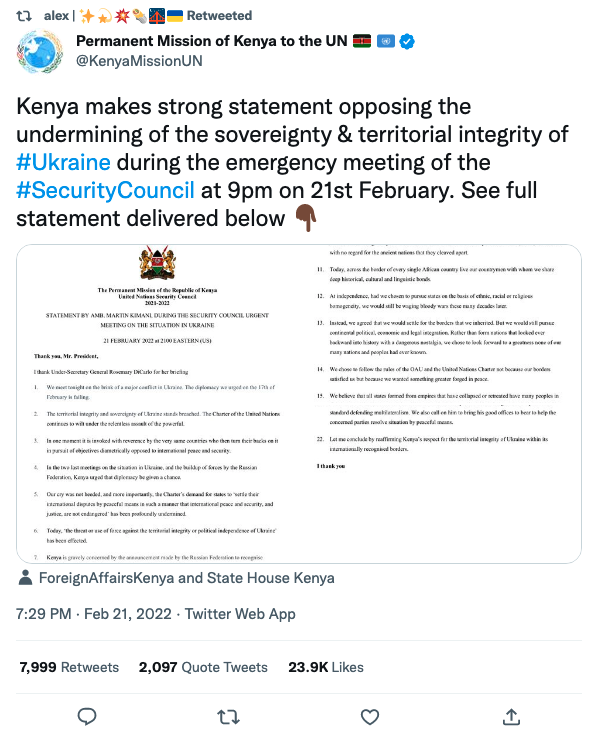 alex | ✨💫💥🐤🌉🇺🇦 Retweeted
Permanent Mission of Kenya to the UN 🇰🇪 🇺🇳
@KenyaMissionUN
Kenya makes strong statement opposing the
undermining of the sovereignty & territorial integrity of
#Ukraine during the emergency meeting of the
#SecurityCouncil at 9pm on 21st February. See full
statement delivered below 👇🏿
The Permanent Mission of the Republic of Kenya
United Nations Security Council
2021-2022
STATEMENT BY AMB. MARTIN KIMANI, DURING THE SECURITY COUNCIL URGENT
MEETING ON THE SITUATION IN UKRAINE
21 FEBRUARY 2022 at 2100 EASTERN (US)
Thank you, Mr. President,
I thank Under-Secretary General Rosemary DiCarlo for her briefing
1. We meet tonight on the brink of a major conflict in Ukraine. The diplomacy we urged on the 17th of
February is failing.
2. The territorial integrity and sovereignty of Ukraine stands breached. The Charter of the United Nations
continues to wilt under the relentless assault of the powerful.
3. In one moment it is invoked with reverence by the very same countries who then turn their backs on it
in pursuit of objectives diametrically opposed to international peace and security.
4. In the two last meetings on the situation in Ukraine, and the buildup of forces by the Russian
Federation, Kenya urged that diplomacy be given a chance.
5. Our cry was not heeded, and more importantly, the Charter's demand for states to 'settle their
international disputes by peaceful means in such a manner that international peace and security, and
justice, are not endangered' has been profoundly undermined.
6. Today, 'the threat or use of force against the territorial integrity or political independence of Ukraine'
has been effected.
7. Kenya is gravely concerned by the announcement made by the Russian Federation to recognise
with no regard for the ancient nations that they cleaved apart.
11. Today, across the border of every single African country live our countrymen with whom we share
deep historical, cultural and linguistic bonds.
12. At independence, had we chosen to pursue states on the basis of ethnic, racial or religious
homogeneity, we would still be waging bloody wars these many decades later.
13. Instead, we agreed that we would settle for the borders that we inherited. But we would still pursue
continental political, economic and legal integration. Rather than form nations that looked ever
backward into history with a dangerous nostalgia, we chose to look forward to a greatness none of our
many nations and peoples had ever known.
14. We chose to follow the rules of the OAU and the United Nations Charter not because our borders
satisfied us but because we wanted something greater forged in peace.
15. We believe that all states formed from empires that have collapsed or retreated have many peoples in
standard defending multilateralism. We also call on him to bring his good offices to bear to help the
concerned parties resolve situation by peaceful means.
22. Let me conclude by reaffirming Kenya's respect for the territorial integrity of Ukraine within its
internationally recognised borders.
I thank you
ForeignAffairsKenya and State House Kenya
7:29 PM · Feb 21, 2022 · Twitter Web App
7,999 Retweets 2,097 Quote Tweets 23.9K Likes